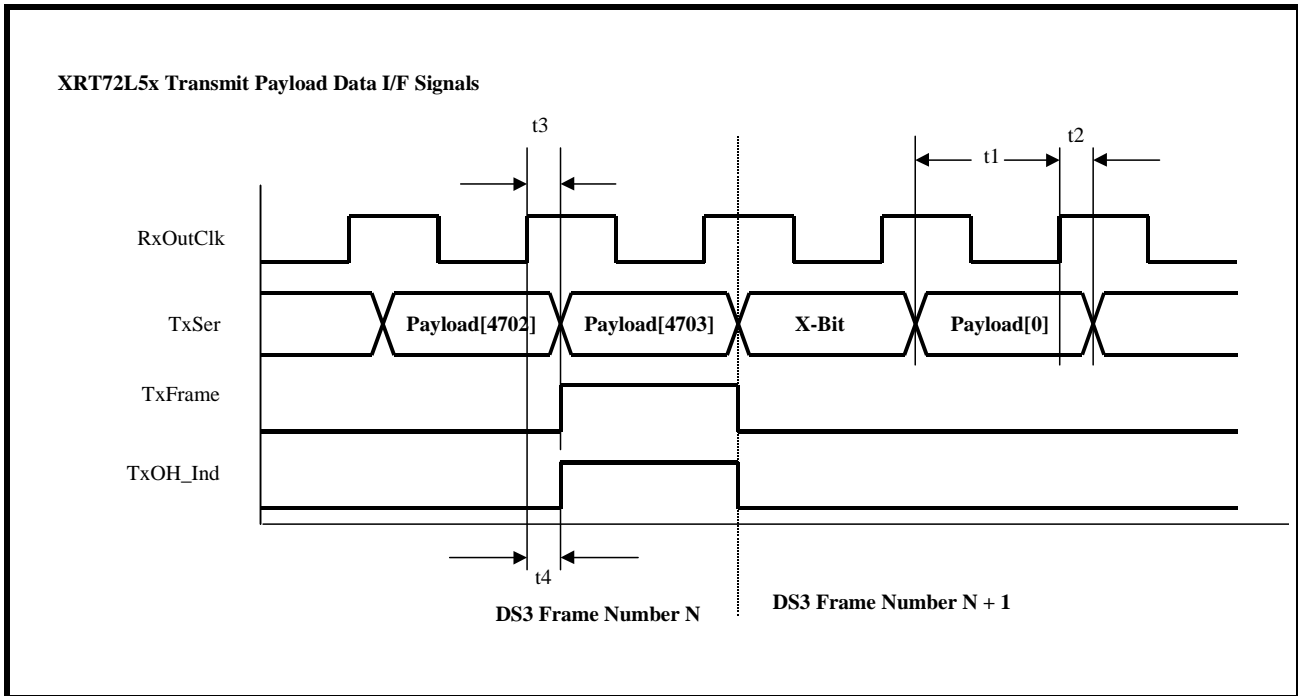 XRT72L5x Transmit Payload Data I/F Signals
t3
t2
t1
RxOutClk
TxSer
Payload[4702]
Payload[4703]
X-Bit
Payload[0]
TxFrame
TxOH_Ind
t4
DS3 Frame Number N
DS3 Frame Number N + 1